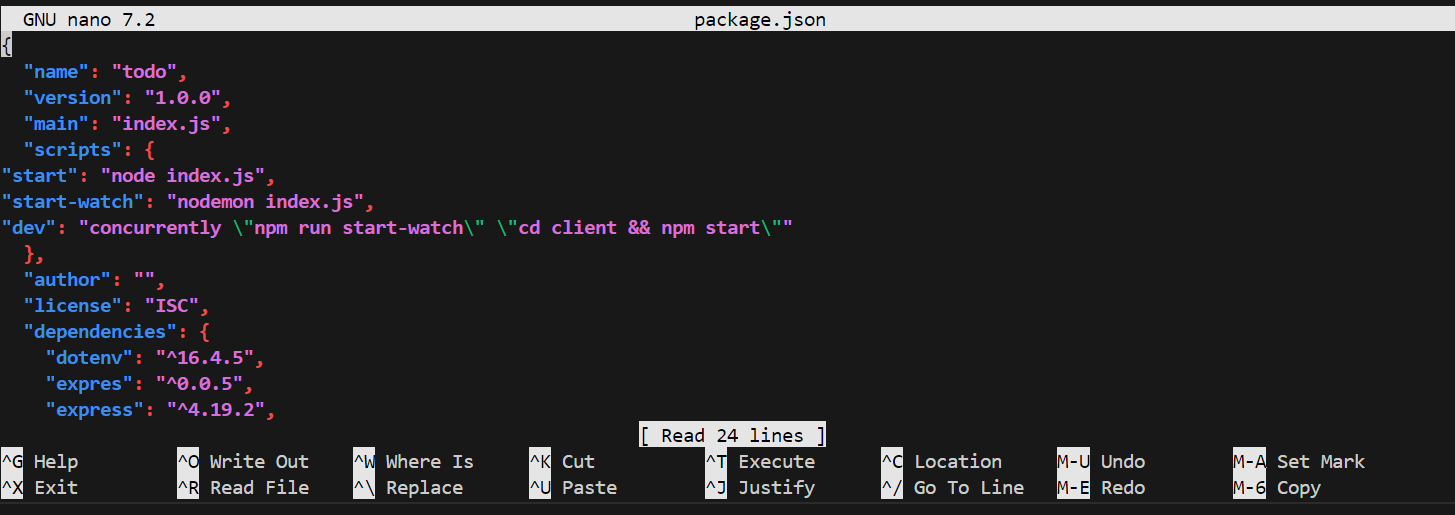 GNU nano 7.2 package.json
{
  "name": "todo",
  "version": "1.0.0",
  "main": "index.js",
  "scripts": {
"start": "node index.js",
"start-watch": "nodemon index.js",
"dev": "concurrently \"npm run start-watch\" \"cd client && npm start\""
  },
  "author": "",
  "license": "ISC",
  "dependencies": {
    "dotenv": "^16.4.5",
    "expres": "^0.0.5",
    "express": "^4.19.2",
[ Read 24 lines ]
^G Help ^O Write Out ^W Where Is ^K Cut ^T Execute ^C Location M-U Undo M-A Set Mark
^X Exit ^R Read File ^\ Replace ^U Paste ^J Justify ^/ Go To Line M-E Redo M-6 Copy